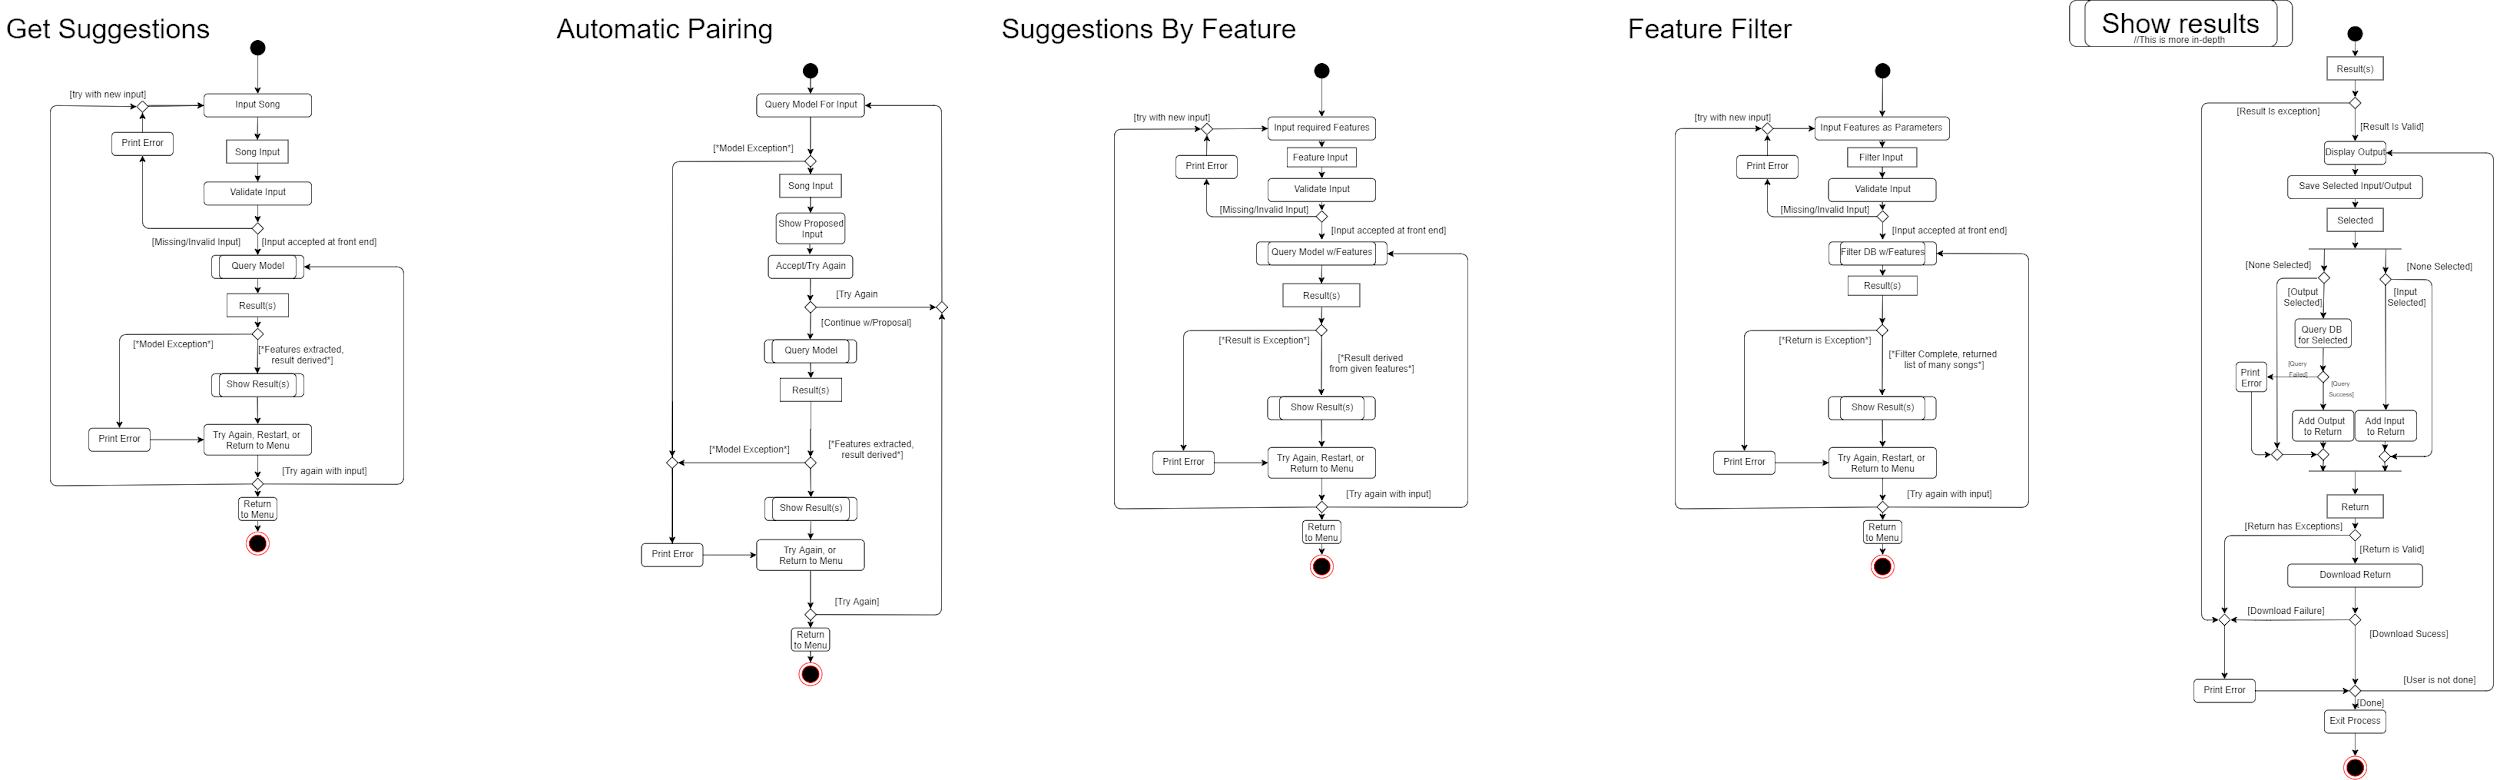 Get Suggestions
[try with new input]
Input Song
Print Error
Song Input
Validate Input
[Missing/Invalid Input]
[Input accepted at front end]
Query Model
Result(s)
[*Model Exception*]
[*Features extracted,
result derived*]
Show Result(s)
Print Error
Try Again, Restart, or
Return to Menu
[Try again with input]
Return
to Menu
Automatic Pairing
Query Model For Input
[*Model Exception*]
Song Input
Show Proposed
Input
Accept/Try Again
[Try Again
[Continue w/Proposal]
Query Model
Result(s)
[*Model Exception*]
[*Features extracted,
result derived*]
Show Result(s)
Print Error
Try Again, or
Return to Menu
[Try Again]
Return
to Menu
Suggestions By Feature
[try with new input]
Input required Features
Print Error
Feature Input
Validate Input
[Missing/Invalid Input]
[Input accepted at front end]
Query Model w/Features
Result(s)
[*Result is Exception*]
[*Result derived
from given features*]
Show Result(s)
Print Error
Try Again, Restart, or
Return to Menu
[Try again with input]
Return
to Menu
Feature Filter
[try with new input]
Input Features as Parameters
Print Error
Filter Input
Validate Input
[Missing/Invalid Input]
[Input accepted at front end]
Filter DB w/Features
Result(s)
[*Return is Exception*]
[*Filter Complete, returned
list of many songs*]
Show Result(s)
Print Error
Try Again, Restart, or
Return to Menu
[Try again with input]
Return
to Menu
Show results
//This is more in-depth
Result(s)
[Result Is exception]
[Result Is Valid]
Display Output
Save Selected Input/Output
Selected
[None Selected]
[None Selected]
[Output
Selected]
[Input
Selected]
Query DB
for Selected
[Query
Failed]
[Query
Success]
Print
Error
Add Output
to Return
Add Input
to Return
Return
[Return has Exceptions]
[Return is Valid]
Download Return
[Download Failure]
[Download Sucess]
Print Error
[User is not done]
[Done]
Exit Process